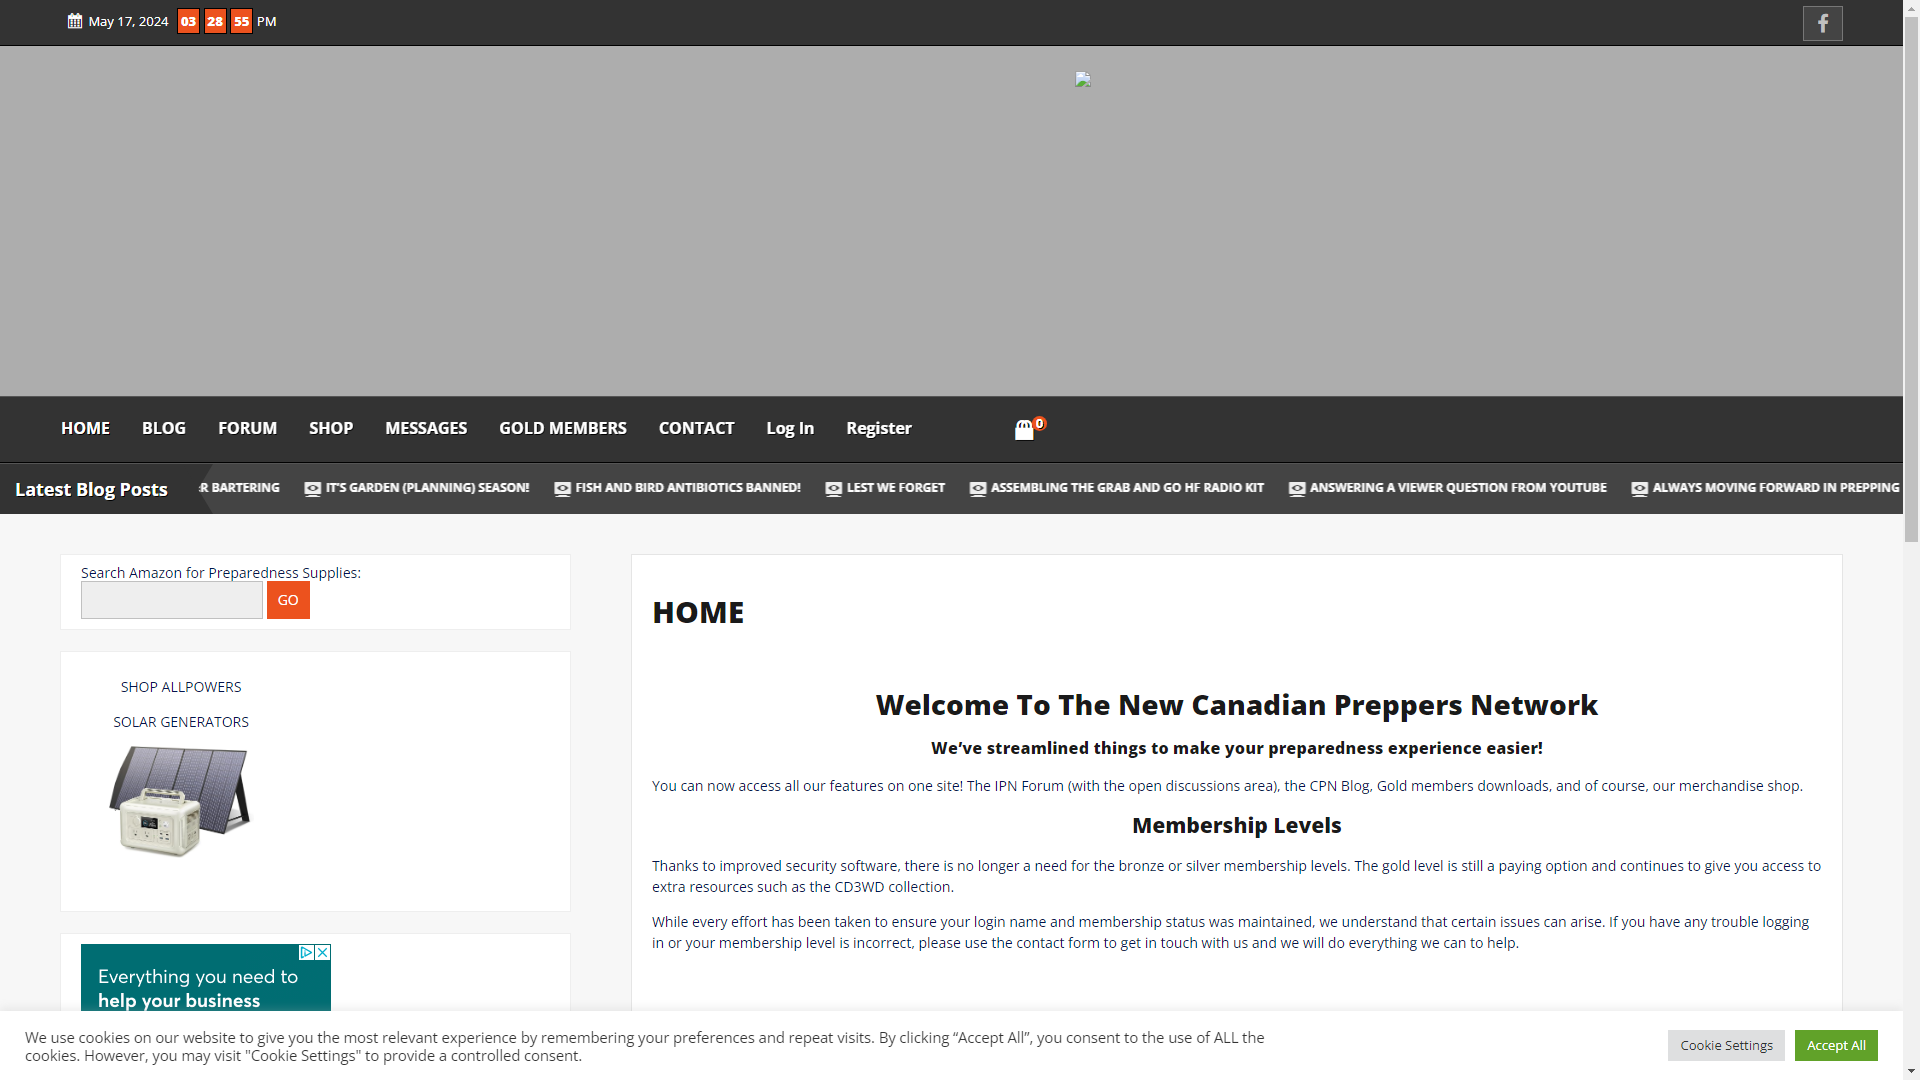 May 17, 2024 03 28 55 PM
0
HOME BLOG FORUM SHOP MESSAGES GOLD MEMBERS CONTACT Log In Register
Latest Blog Posts
R BARTERING IT'S GARDEN (PLANNING) SEASON! FISH AND BIRD ANTIBIOTICS BANNED! LEST WE FORGET ASSEMBLING THE GRAB AND GO HF RADIO KIT ANSWERING A VIEWER QUESTION FROM YOUTUBE ALWAYS MOVING FORWARD IN PREPPING
Search Amazon for Preparedness Supplies:
GO
SHOP ALLPOWERS
SOLAR GENERATORS
Everything you need to
help your business
HOME
Welcome To The New Canadian Preppers Network
We’ve streamlined things to make your preparedness experience easier!
You can now access all our features on one site! The IPN Forum (with the open discussions area), the CPN Blog, Gold members downloads, and of course, our merchandise shop.
Membership Levels
Thanks to improved security software, there is no longer a need for the bronze or silver membership levels. The gold level is still a paying option and continues to give you access to
extra resources such as the CD3WD collection.
While every effort has been taken to ensure your login name and membership status was maintained, we understand that certain issues can arise. If you have any trouble logging
in or your membership level is incorrect, please use the contact form to get in touch with us and we will do everything we can to help.
We use cookies on our website to give you the most relevant experience by remembering your preferences and repeat visits. By clicking “Accept All”, you consent to the use of ALL the
cookies. However, you may visit "Cookie Settings" to provide a controlled consent.
Cookie Settings
Accept All